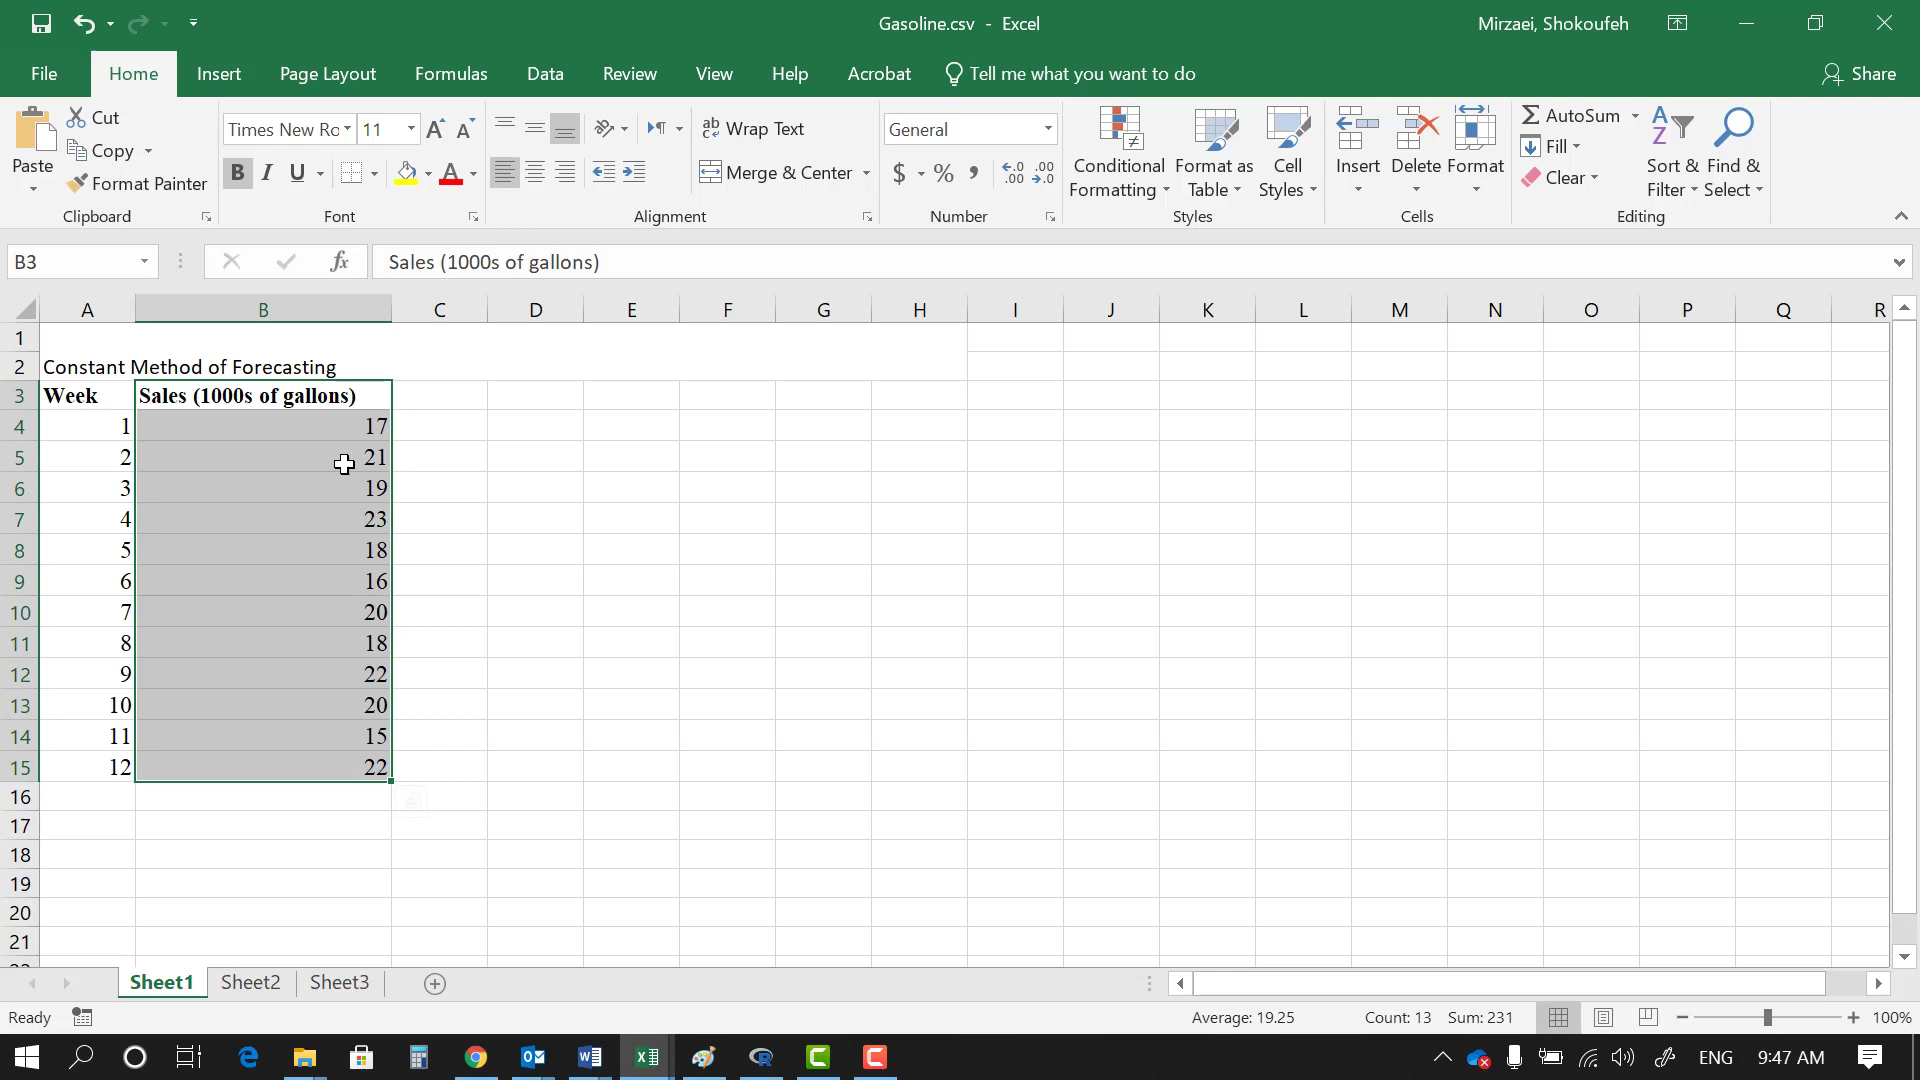 Gasoline.csv - Excel
Mirzaei, Shokoufeh
File Home Insert Page Layout Formulas Data Review View Help Acrobat Tell me what you want to do Share
Paste
Cut
Copy
Format Painter
Clipboard
Times New Ro 11
B I U
Font
Wrap Text
Merge & Center
Alignment
General
$ % ,
Number
Conditional Formatting
Format as Table
Cell Styles
Styles
Insert Delete Format
Cells
AutoSum
Fill
Clear
Sort & Filter
Find & Select
Editing
B3 fx Sales (1000s of gallons)
A B C D E F G H I J K L M N O P Q R
1
2 Constant Method of Forecasting
3 Week Sales (1000s of gallons)
4 1 17
5 2 21
6 3 19
7 4 23
8 5 18
9 6 16
10 7 20
11 8 18
12 9 22
13 10 20
14 11 15
15 12 22
16
17
18
19
20
21
Sheet1 Sheet2 Sheet3
Ready Average: 19.25 Count: 13 Sum: 231 100%
ENG 9:47 AM